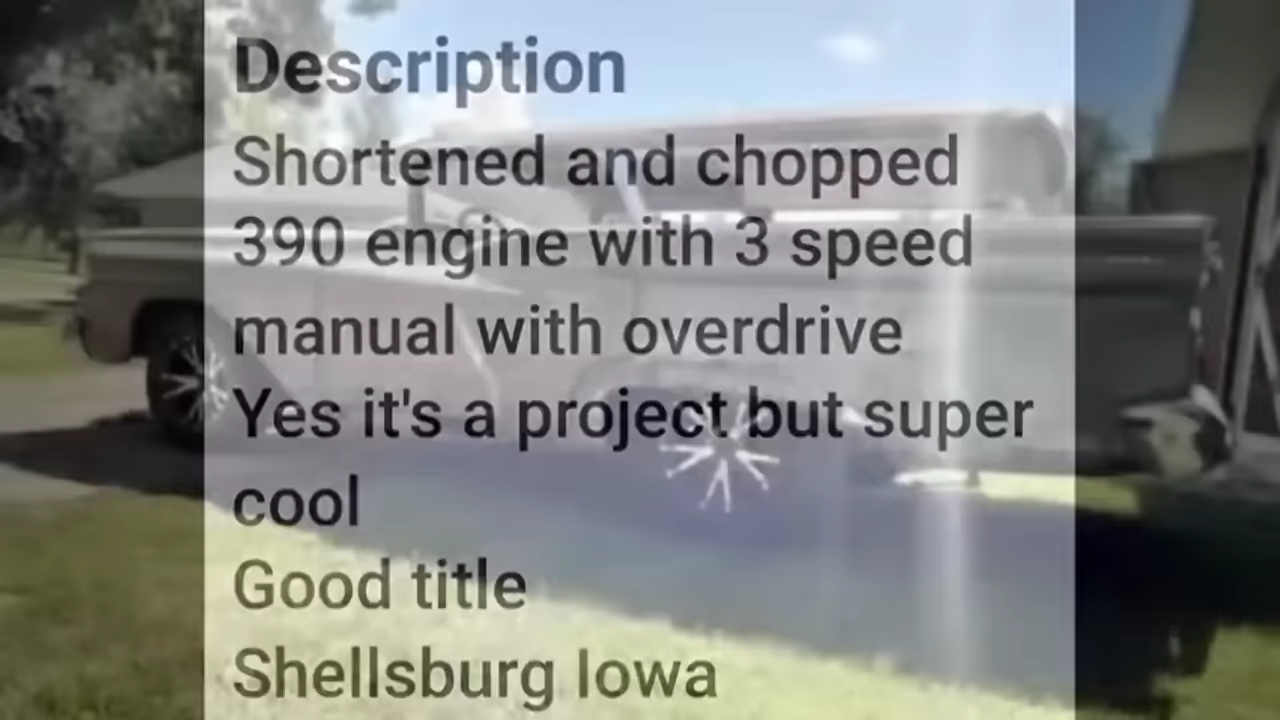 Description
Shortened and chopped
390 engine with 3 speed
manual with overdrive
Yes it's a project but super
cool
Good title
Shellsburg Iowa